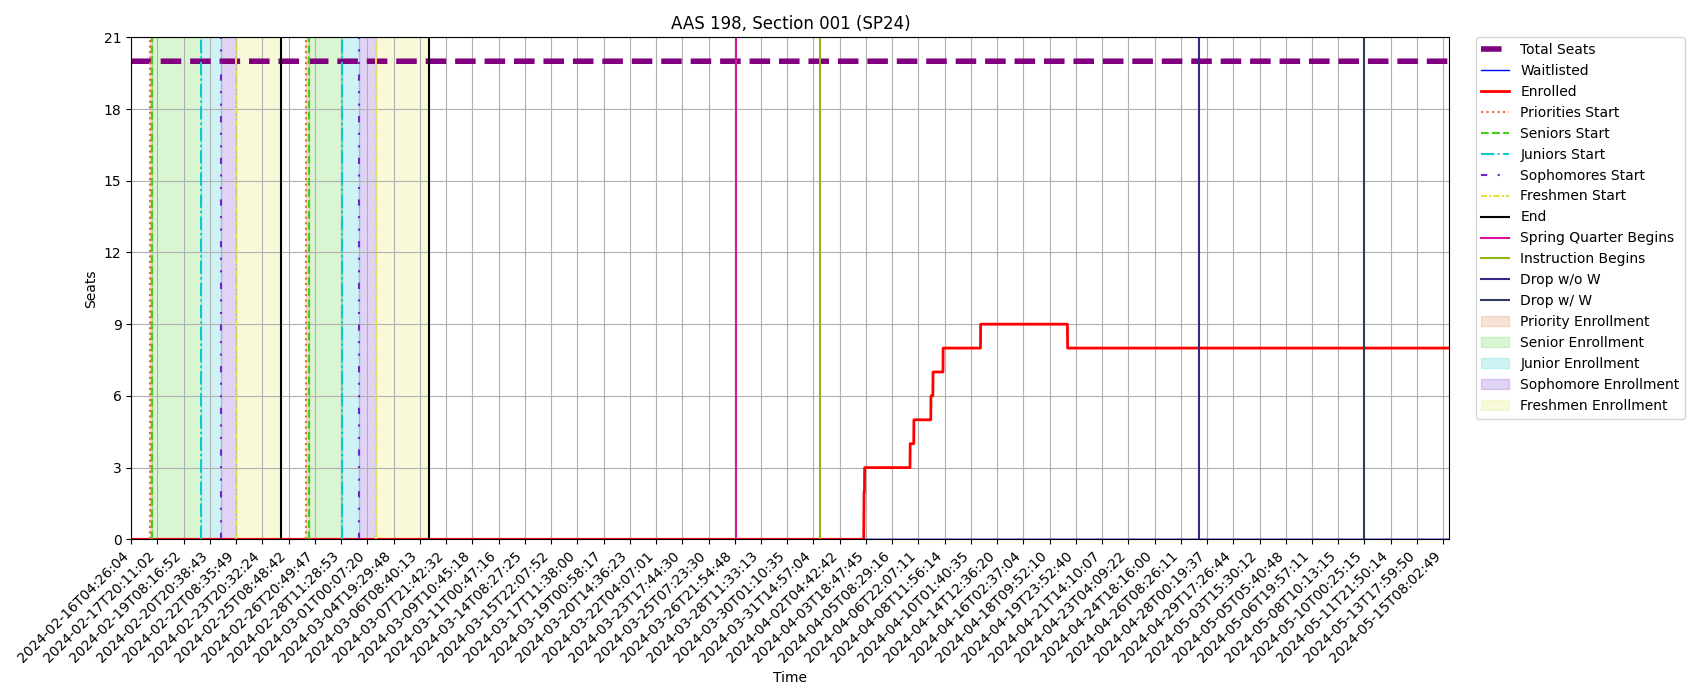 AAS 198, Section 001 (SP24)
21
18
15
12
9
6
3
0
Seats
2024-02-16T04:26:04
2024-02-17T20:11:02
2024-02-19T08:16:52
2024-02-20T20:38:43
2024-02-22T08:35:49
2024-02-23T20:32:24
2024-02-25T08:48:42
2024-02-26T20:49:47
2024-02-28T11:28:53
2024-03-01T00:07:20
2024-03-04T19:29:48
2024-03-06T08:40:13
2024-03-07T21:42:32
2024-03-09T10:45:18
2024-03-11T00:47:16
2024-03-14T08:27:25
2024-03-15T22:07:52
2024-03-17T11:38:00
2024-03-19T00:58:17
2024-03-20T14:36:23
2024-03-22T04:07:01
2024-03-23T17:44:30
2024-03-25T07:23:30
2024-03-26T21:54:48
2024-03-28T11:33:13
2024-03-30T01:10:35
2024-03-31T14:57:04
2024-04-02T04:42:42
2024-04-03T18:47:45
2024-04-05T08:29:16
2024-04-06T22:07:11
2024-04-08T11:56:14
2024-04-10T01:40:35
2024-04-14T12:36:20
2024-04-16T02:37:04
2024-04-18T09:52:10
2024-04-19T23:52:40
2024-04-21T14:10:07
2024-04-23T04:09:22
2024-04-24T18:16:00
2024-04-26T08:26:11
2024-04-28T00:19:37
2024-04-29T17:26:44
2024-05-03T15:30:12
2024-05-05T05:40:48
2024-05-06T19:57:11
2024-05-08T10:13:15
2024-05-10T00:25:15
2024-05-11T21:50:14
2024-05-13T17:59:50
2024-05-15T08:02:49
Time
Total Seats
Waitlisted
Enrolled
Priorities Start
Seniors Start
Juniors Start
Sophomores Start
Freshmen Start
End
Spring Quarter Begins
Instruction Begins
Drop w/o W
Drop w/ W
Priority Enrollment
Senior Enrollment
Junior Enrollment
Sophomore Enrollment
Freshmen Enrollment